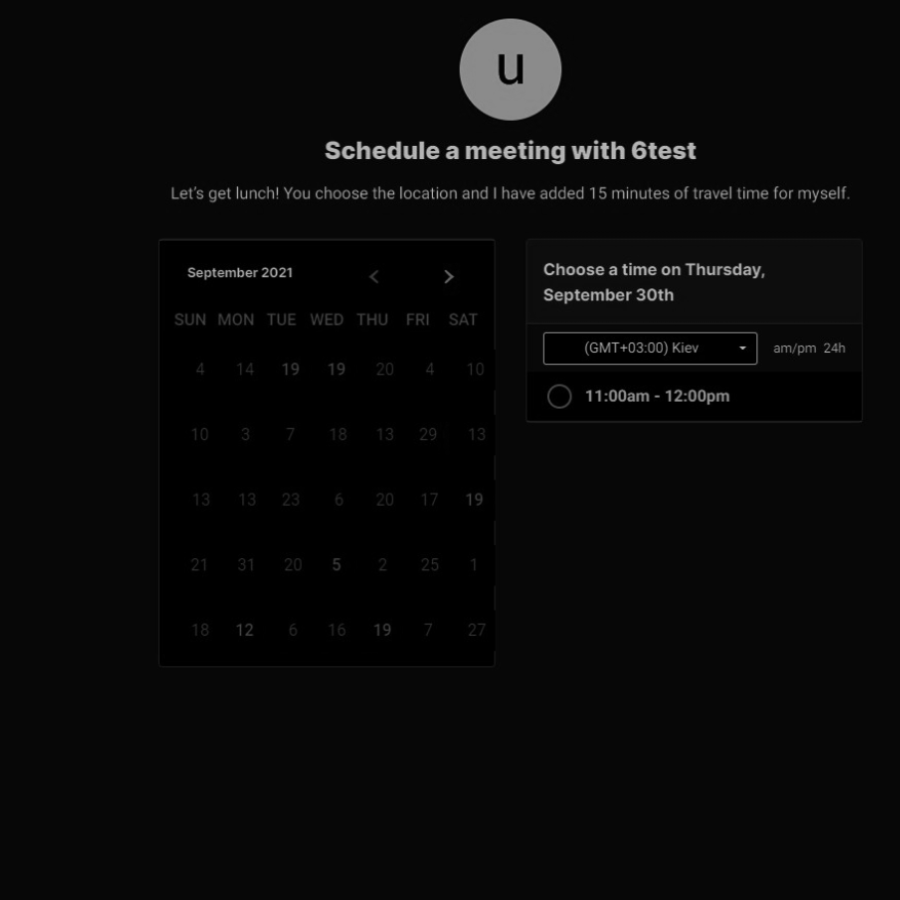 u
Schedule a meeting with 6test
Let's get lunch! You choose the location and I have added 15 minutes of travel time for myself.
September 2021
SUN MON TUE WED THU FRI SAT
4 14 19 19 20 4 10
10 3 7 18 13 29 13
13 13 23 6 20 17 19
21 31 20 5 2 25 1
18 12 6 16 19 7 27
Choose a time on Thursday,
September 30th
(GMT+03:00) Kiev am/pm 24h
11:00am - 12:00pm